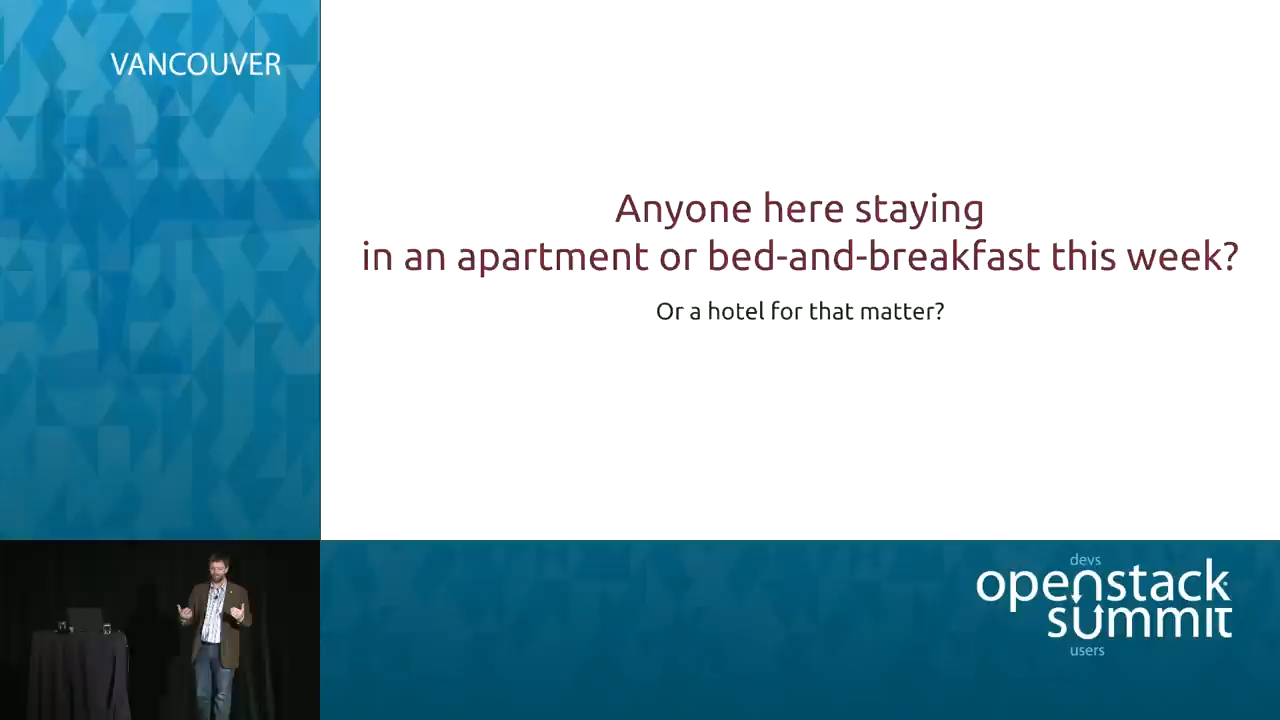 VANCOUVER
Anyone here staying
in an apartment or bed-and-breakfast this week?
Or a hotel for that matter?
devs
openstack
summit
users